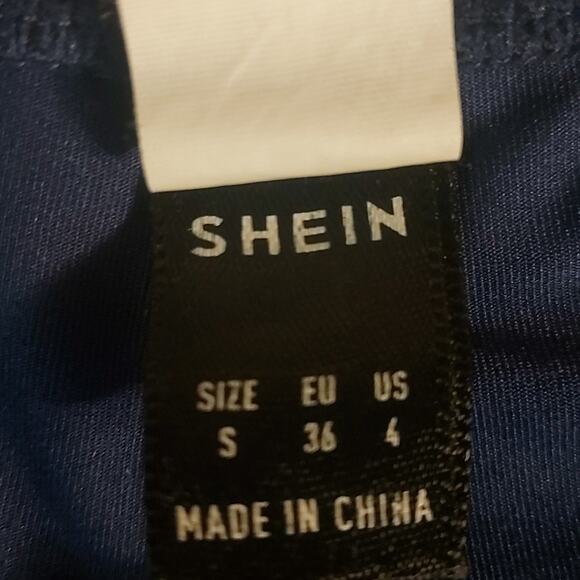 SHEIN
SIZE EU US
S 36 4
MADE IN CHINA